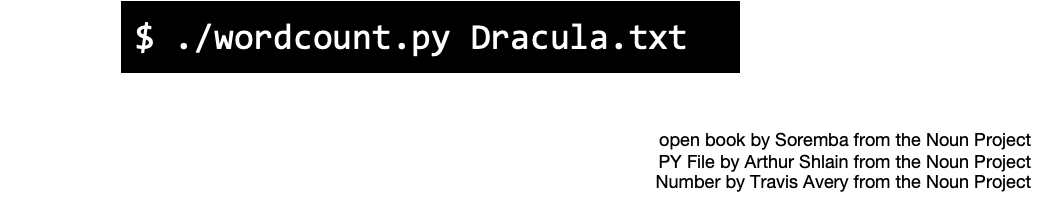 $ ./wordcount.py Dracula.txt
open book by Soremba from the Noun Project
PY File by Arthur Shlain from the Noun Project
Number by Travis Avery from the Noun Project